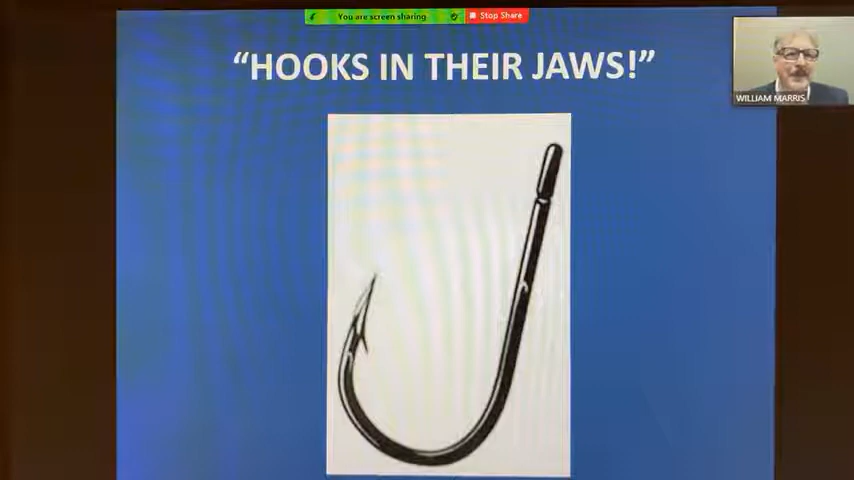 You are screen sharing
Stop Share
“HOOKS IN THEIR JAWS!”
WILLIAM MARRIS